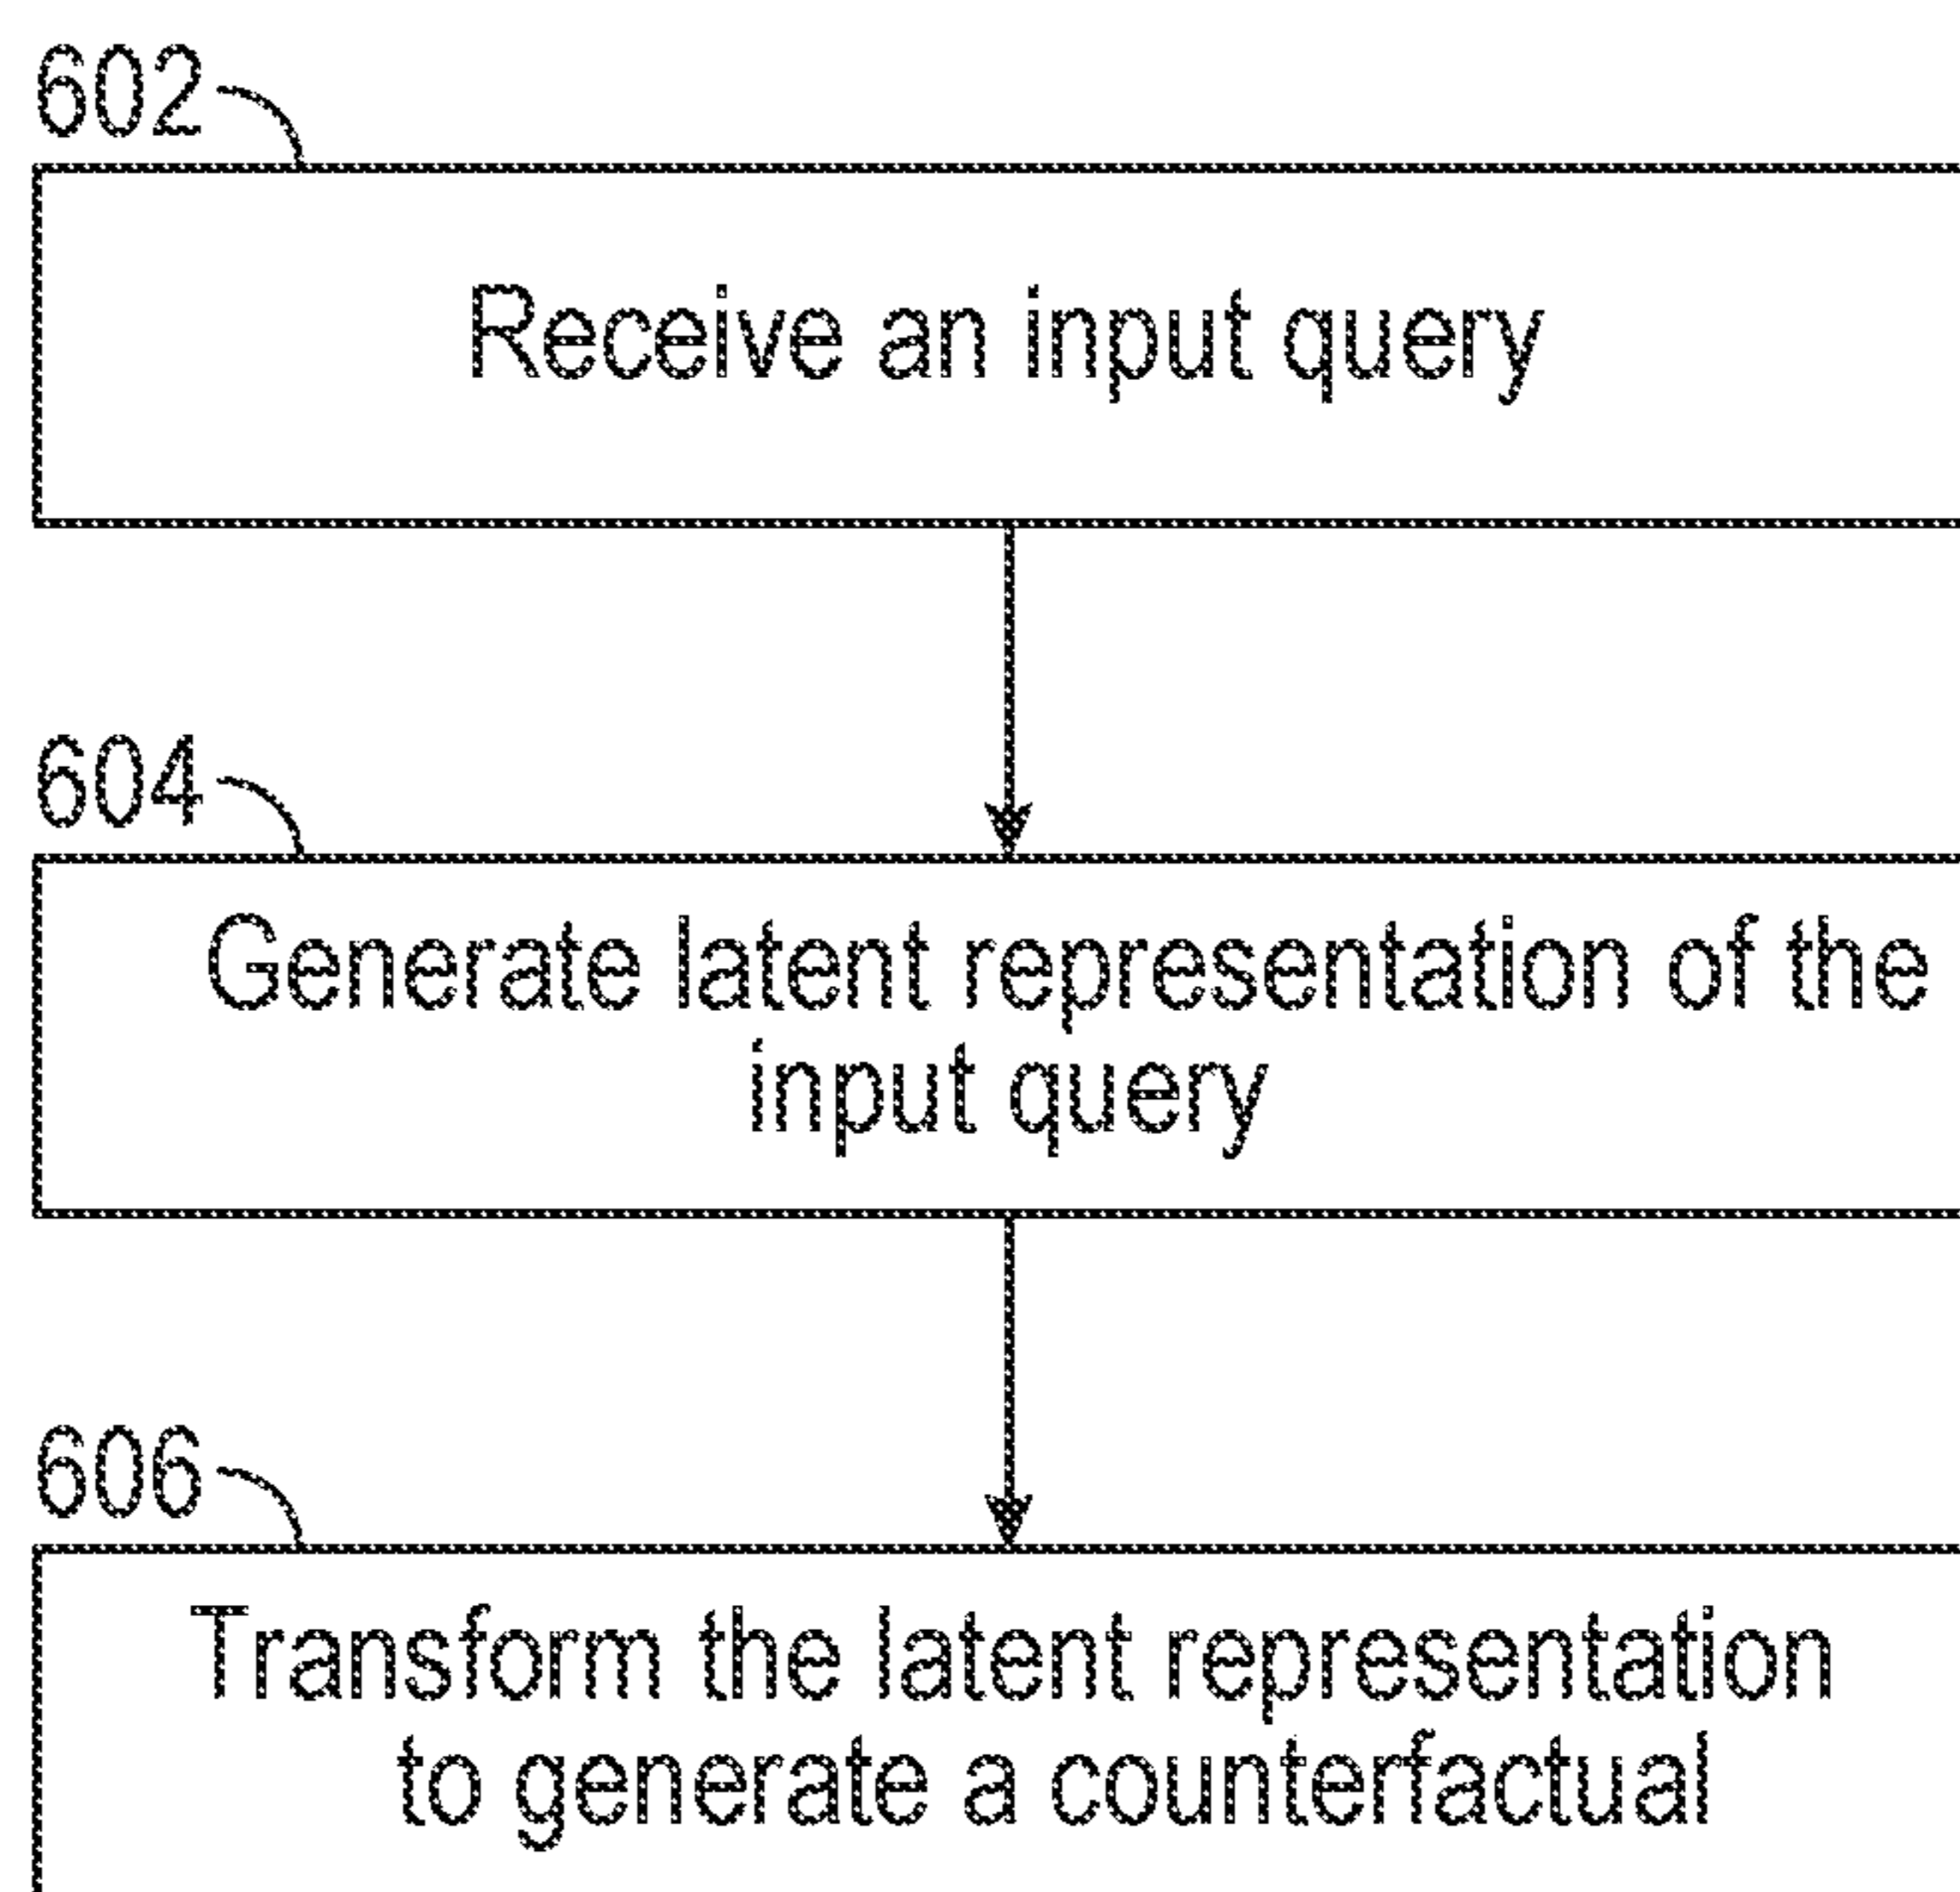 602
Receive an input query
604
Generate latent representation of the
input query
606
Transform the latent representation
to generate a counterfactual